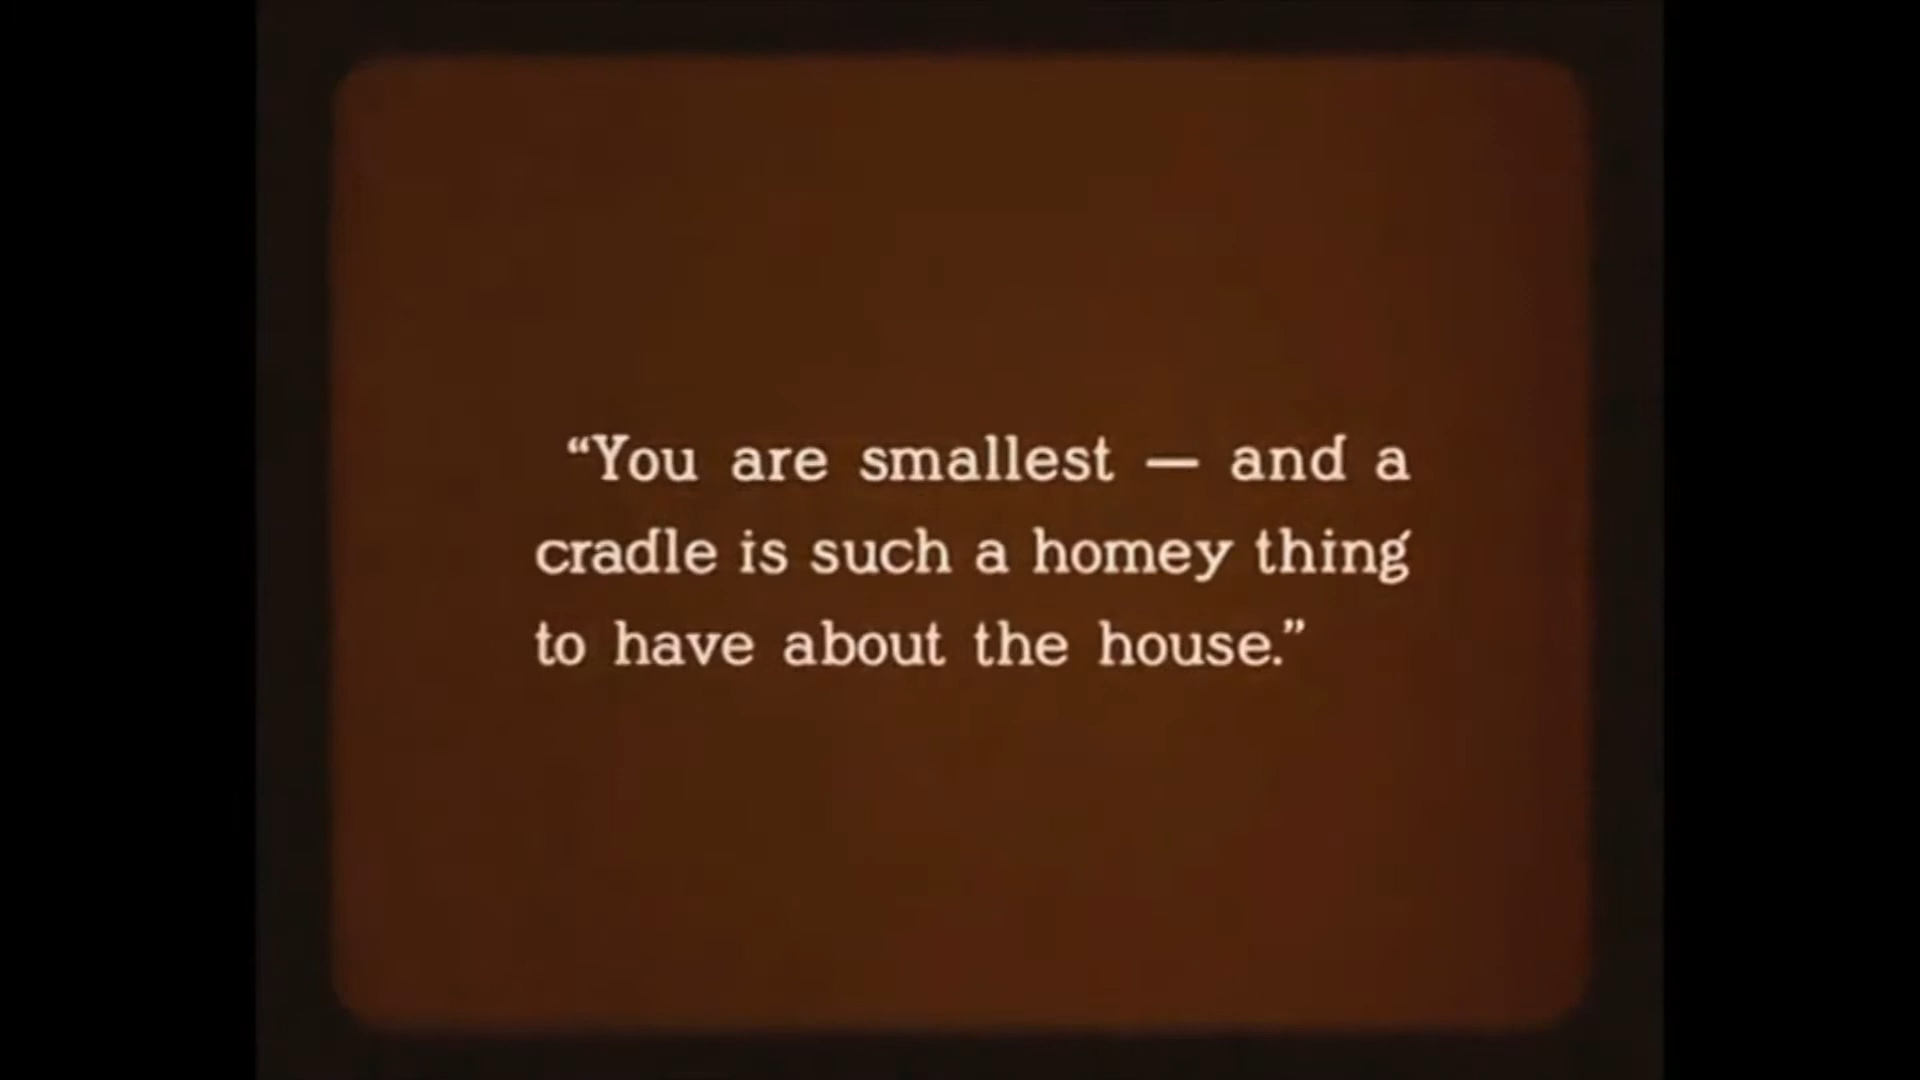 “You are smallest — and a
cradle is such a homey thing
to have about the house.”